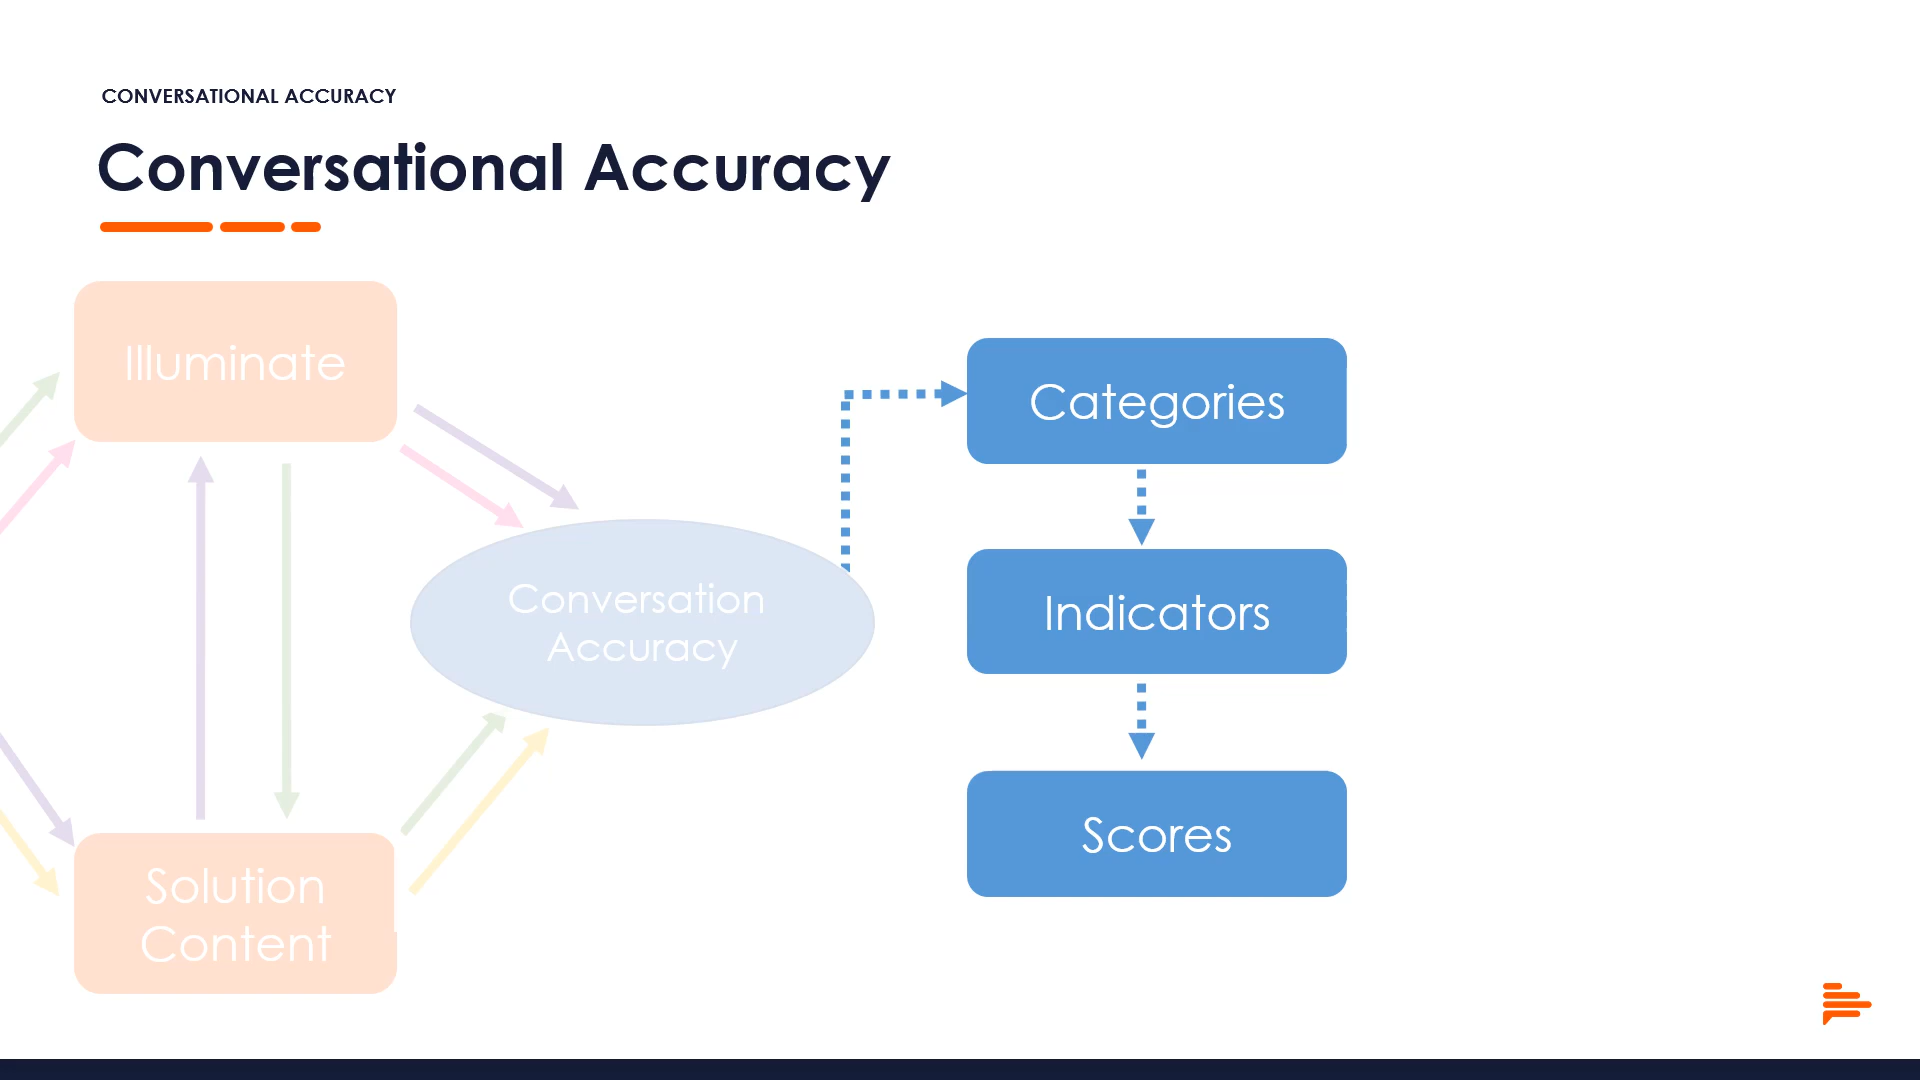 CONVERSATIONAL ACCURACY
Conversational Accuracy
Illuminate
Conversation
Accuracy
Solution
Content
Categories
Indicators
Scores